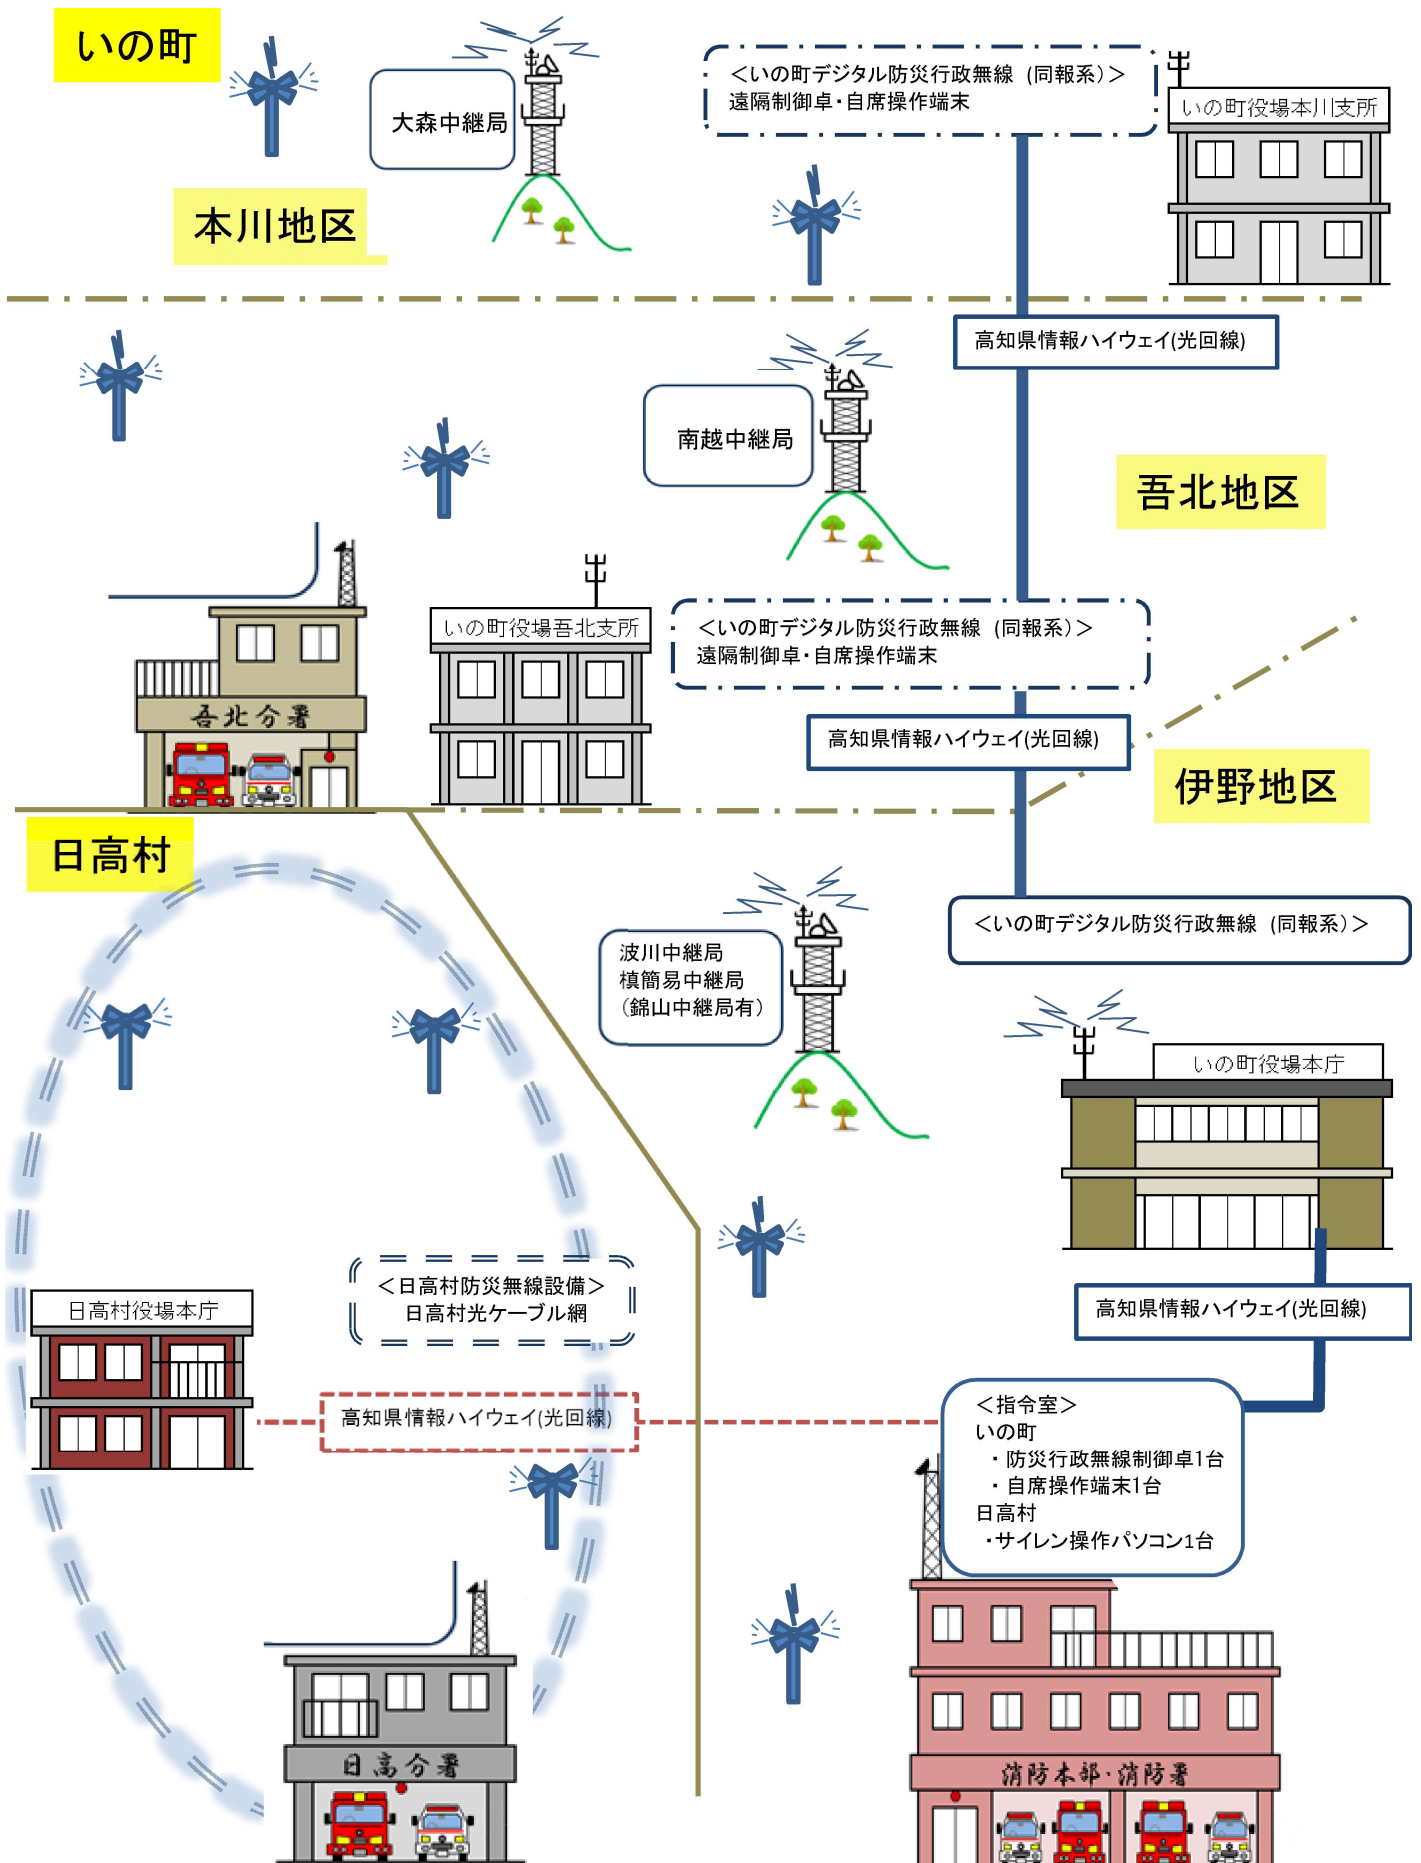 いの町
大森中継局
＜いの町デジタル防災行政無線 (同報系)＞
遠隔制御卓・自席操作端末
いの町役場本川支所
本川地区
高知県情報ハイウェイ(光回線)
南越中継局
吾北地区
いの町役場吾北支所
＜いの町デジタル防災行政無線 (同報系)＞
遠隔制御卓・自席操作端末
吾北分署
高知県情報ハイウェイ(光回線)
伊野地区
日高村
＜いの町デジタル防災行政無線 (同報系)＞
波川中継局
槙簡易中継局
(錦山中継局有)
いの町役場本庁
＜日高村防災無線設備＞
日高村光ケーブル網
日高村役場本庁
高知県情報ハイウェイ(光回線)
高知県情報ハイウェイ(光回線)
＜指令室＞
いの町
・防災行政無線制御卓1台
・自席操作端末1台
日高村
・サイレン操作パソコン1台
日高分署
消防本部・消防署